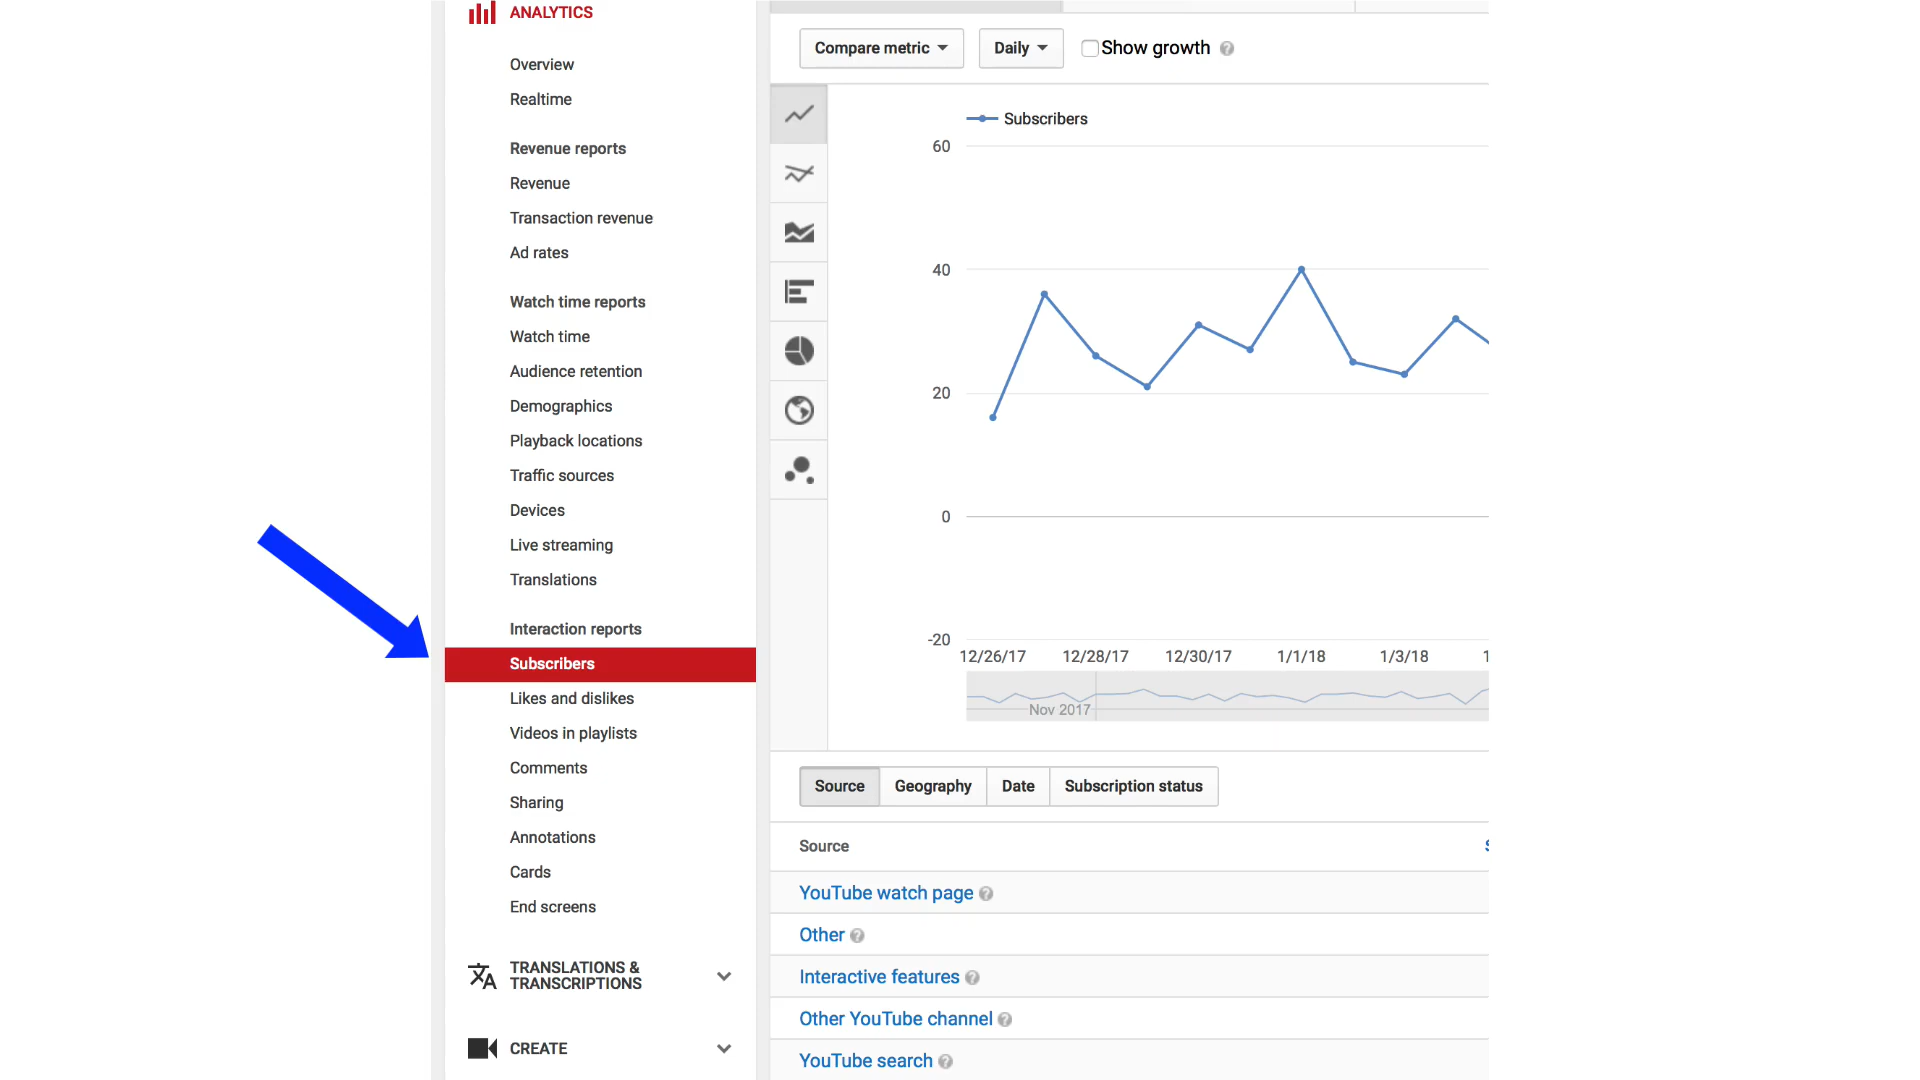 ANALYTICS
Overview
Realtime
Revenue reports
Revenue
Transaction revenue
Ad rates
Watch time reports
Watch time
Audience retention
Demographics
Playback locations
Traffic sources
Devices
Live streaming
Translations
Interaction reports
Subscribers
Likes and dislikes
Videos in playlists
Comments
Sharing
Annotations
Cards
End screens
TRANSLATIONS &
TRANSCRIPTIONS
CREATE
Compare metric Daily Show growth ?
Subscribers
60
40
20
0
-20
12/26/17 12/28/17 12/30/17 1/1/18 1/3/18 1
Nov 2017
Source Geography Date Subscription status
Source
YouTube watch page ?
Other ?
Interactive features ?
Other YouTube channel ?
YouTube search ?